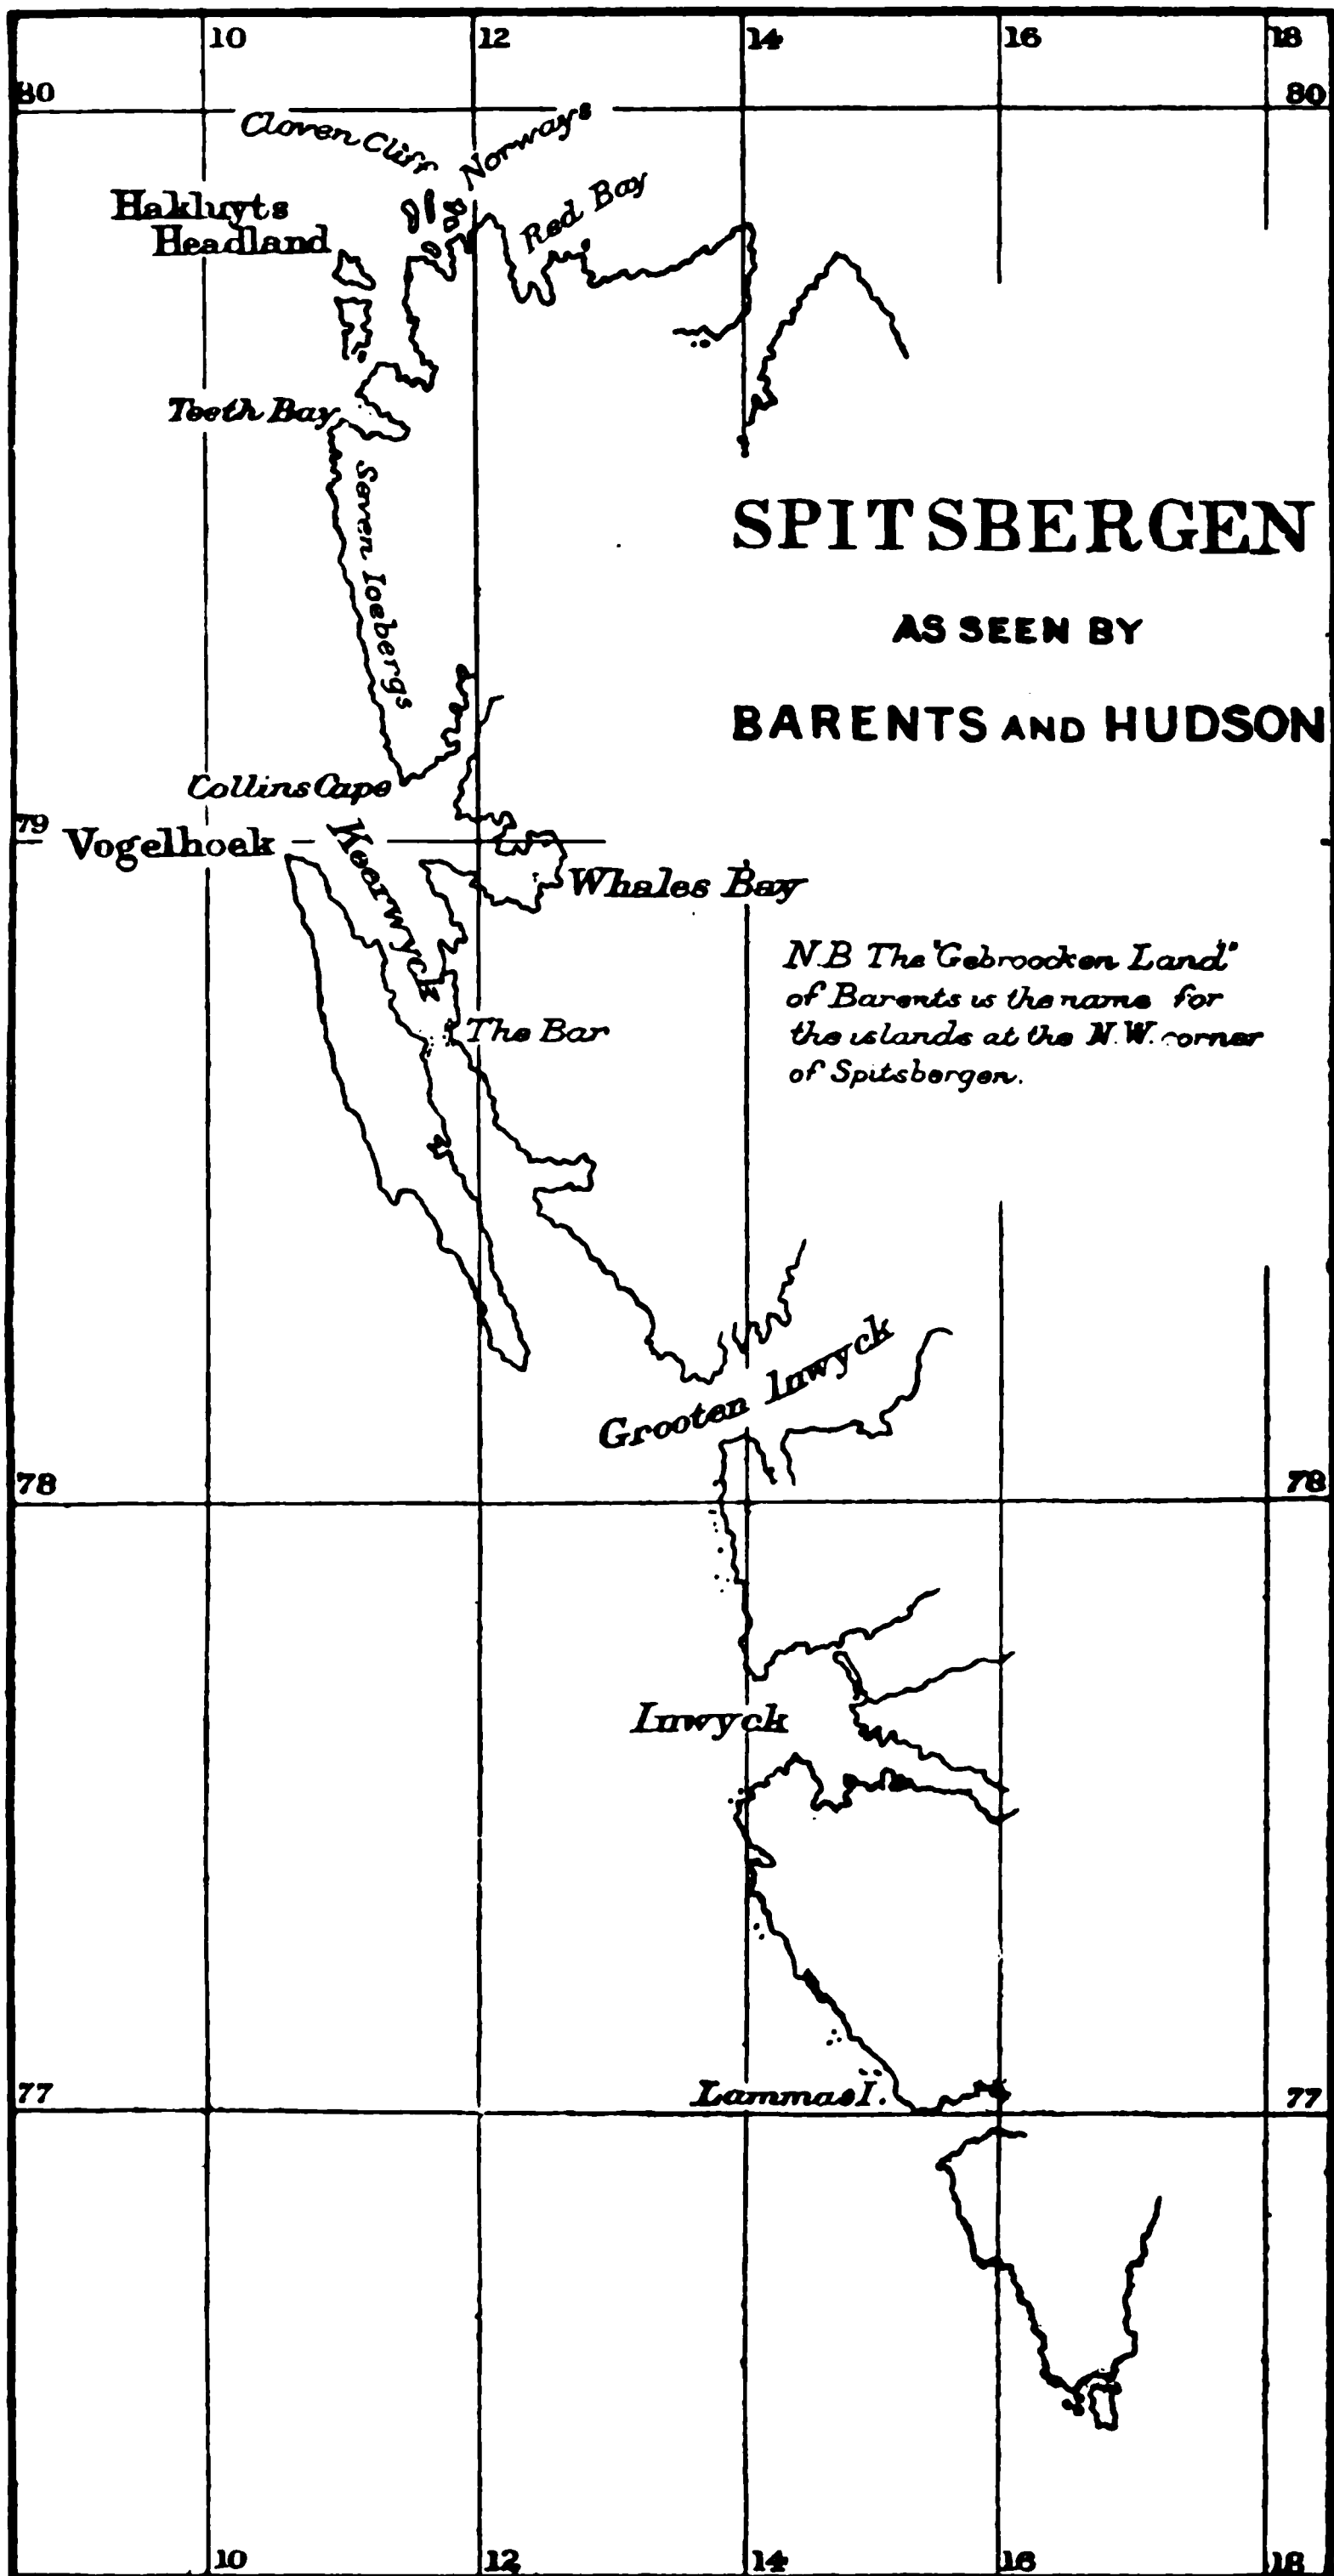 10 12 14 16 18
80 80
Cloven Cliff
Norways
Hakluyts
Headland
Red Bay
Teeth Bay
Seven Icebergs
SPITSBERGEN
AS SEEN BY
BARENTS AND HUDSON
Collins Cape
79
Vogelhoek
Keerwyck
Whales Bay
N.B The "Gebroocken Land"
of Barents is the name for
the islands at the N.W. corner
of Spitsbergen.
The Bar
Grooten Inwyck
78 78
Inwyck
Lammas I.
77 77
10 12 14 16 18